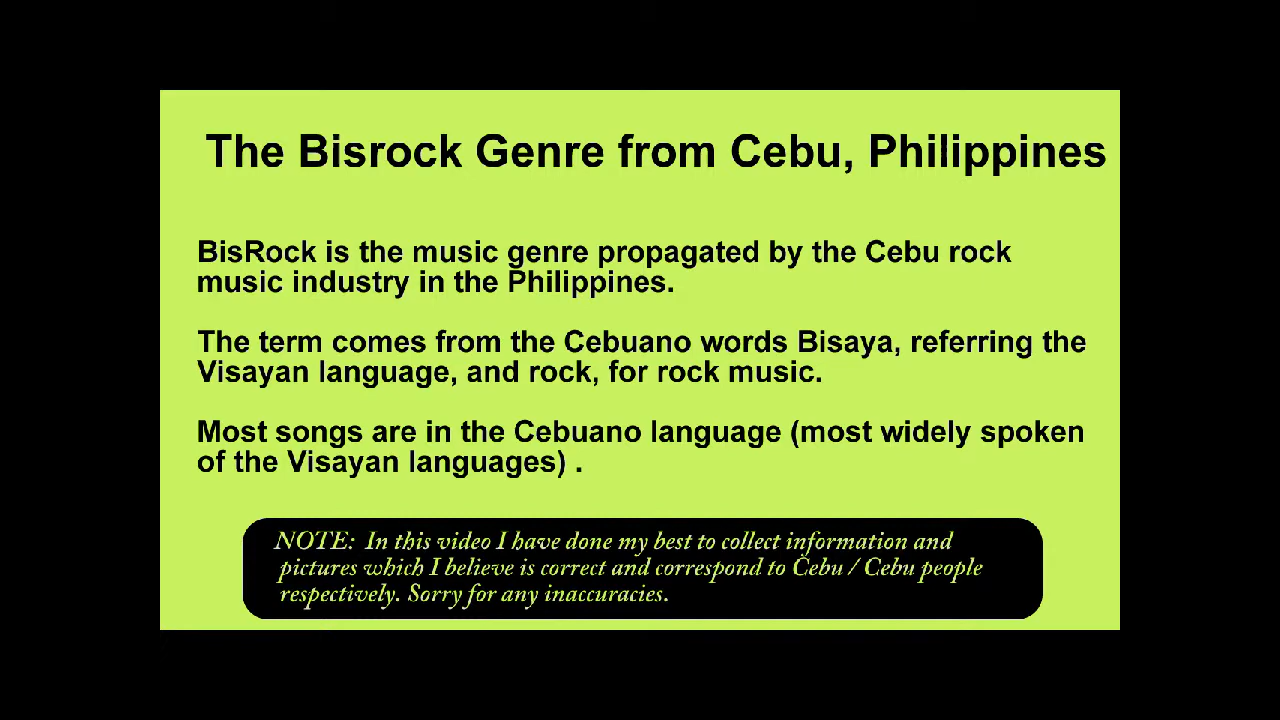 The Bisrock Genre from Cebu, Philippines
BisRock is the music genre propagated by the Cebu rock
music industry in the Philippines.
The term comes from the Cebuano words Bisaya, referring the
Visayan language, and rock, for rock music.
Most songs are in the Cebuano language (most widely spoken
of the Visayan languages) .
NOTE: In this video I have done my best to collect information and
pictures which I believe is correct and correspond to Cebu / Cebu people
respectively. Sorry for any inaccuracies.